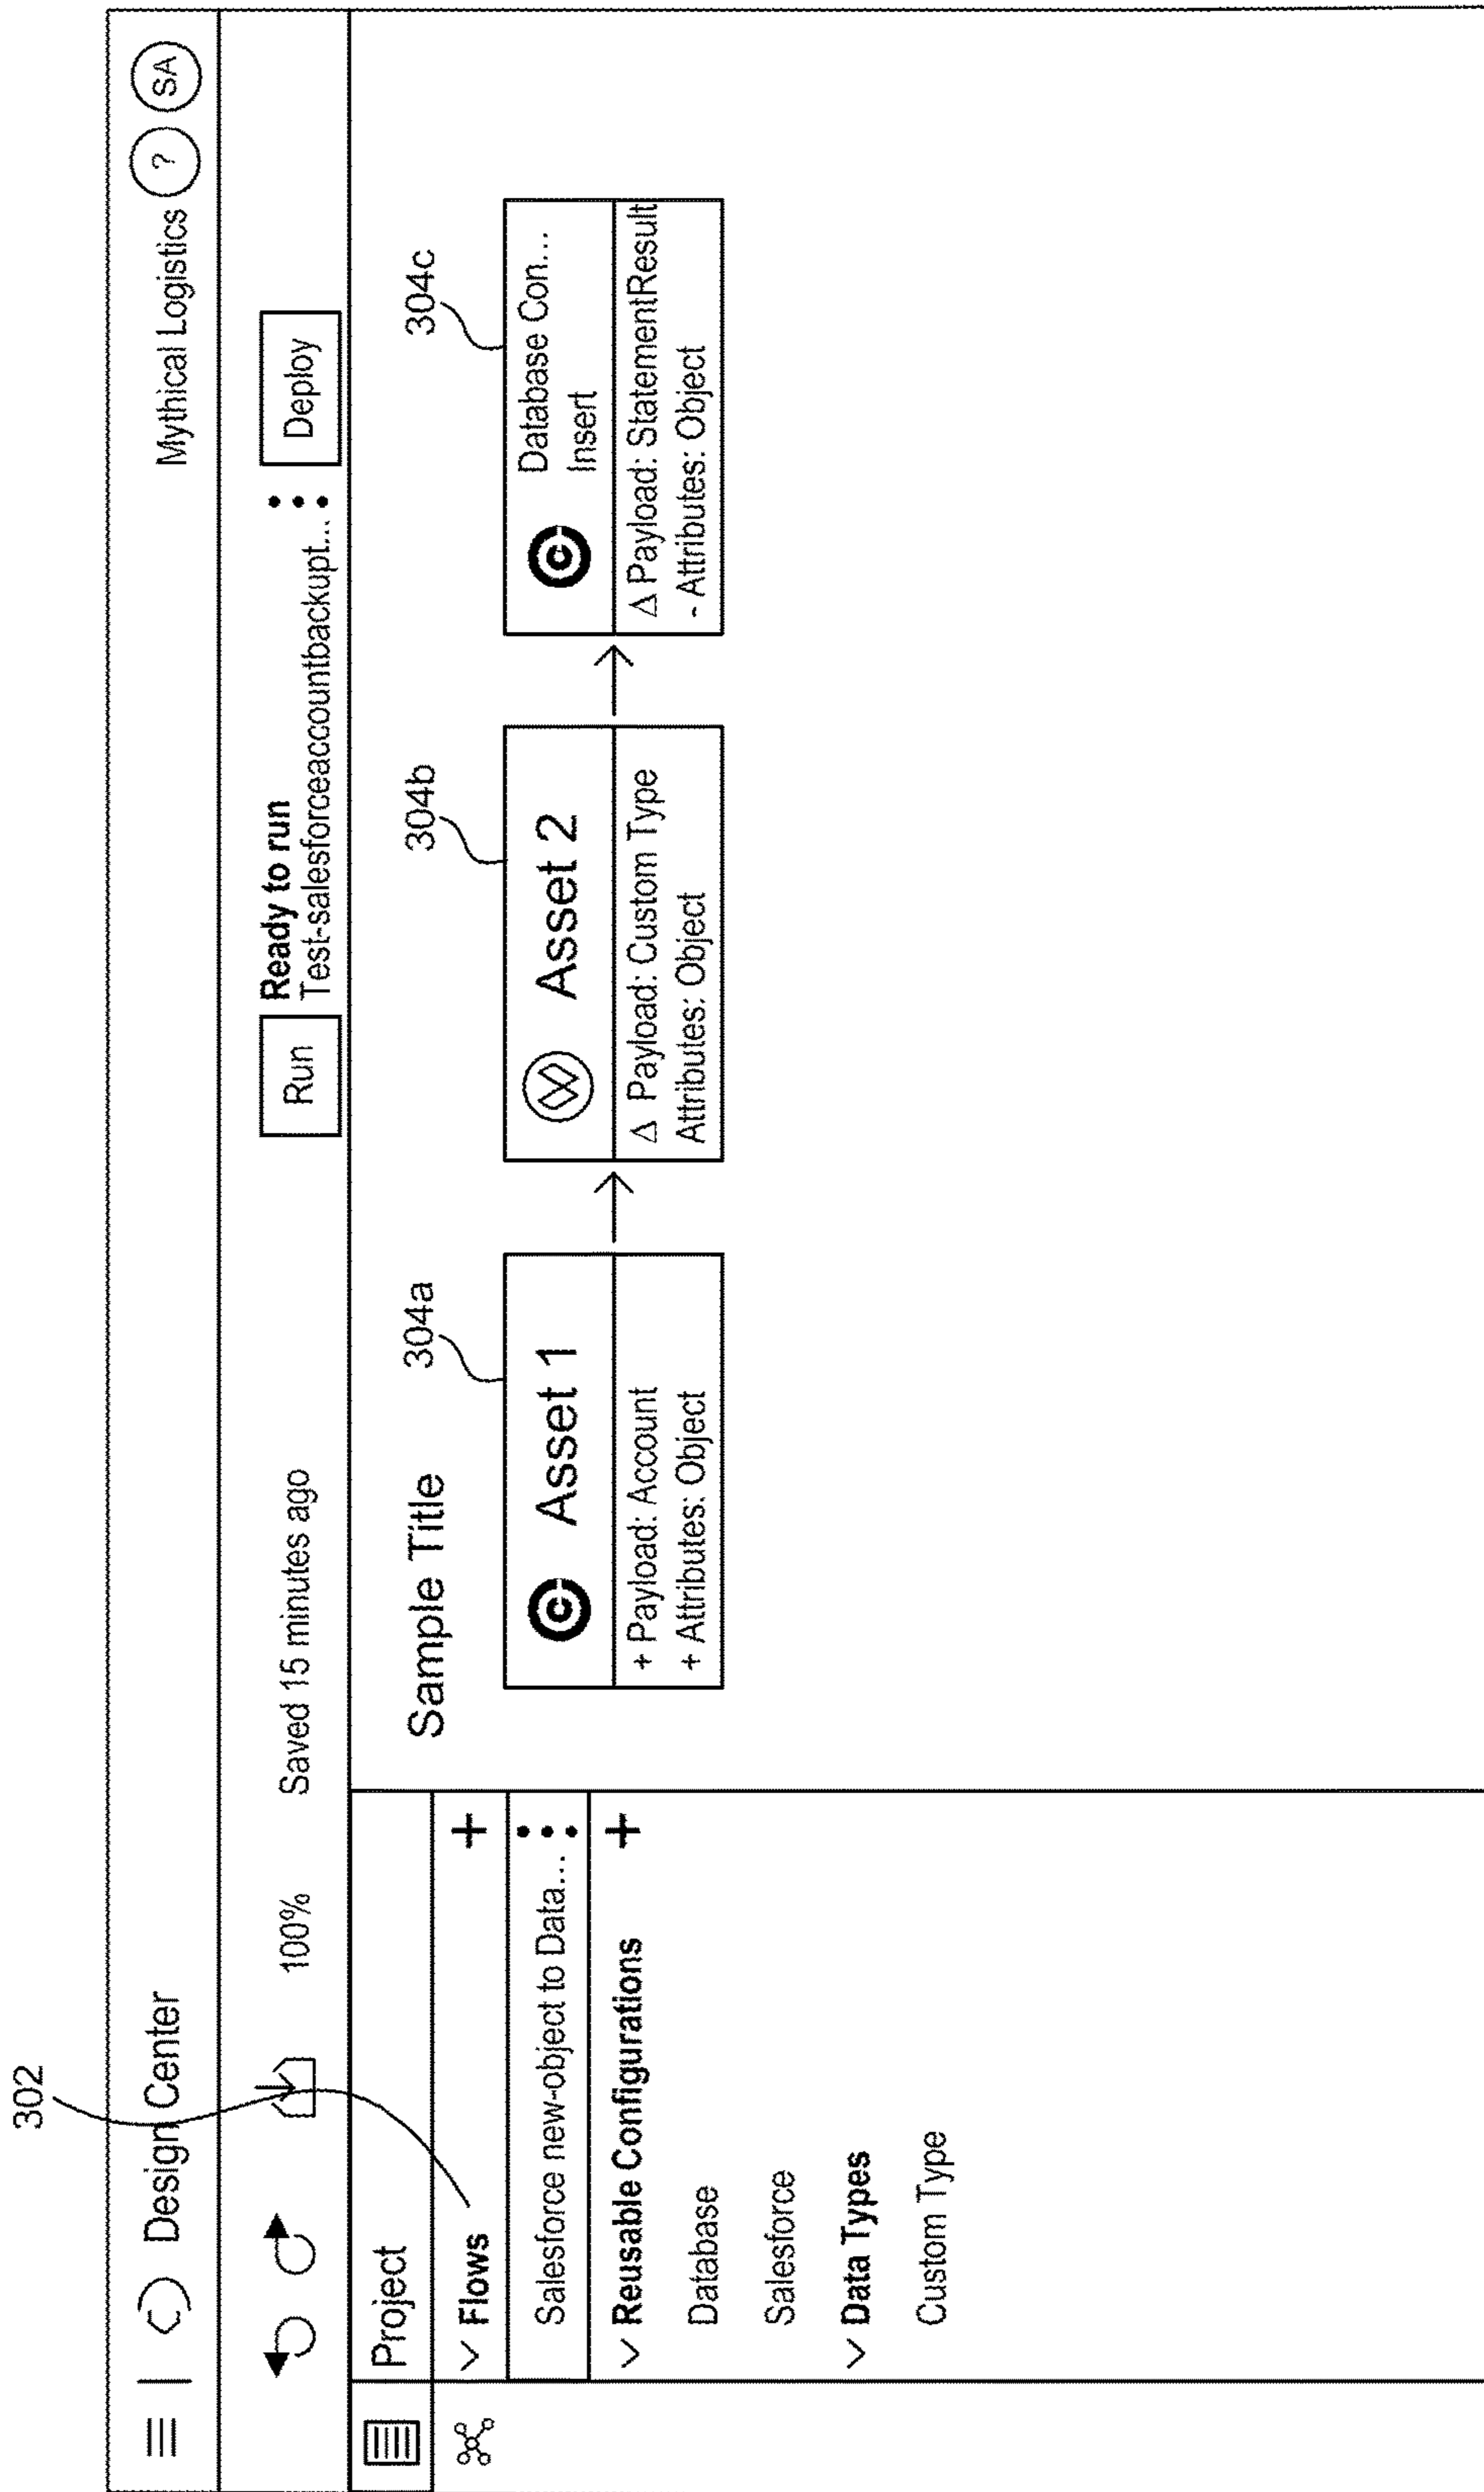 302
Design Center
Mythical Logistics ? SA
100%
Saved 15 minutes ago
Run
Ready to run
Test-salesforceaccountbackupt...
Deploy
Project
Flows +
Salesforce new-object to Data...
Reusable Configurations +
Database
Salesforce
Data Types
Custom Type
Sample Title
304a
Asset 1
+ Payload: Account
+ Attributes: Object
304b
Asset 2
Δ Payload: Custom Type
Attributes: Object
304c
Database Con...
Insert
Δ Payload: StatementResult
- Attributes: Object